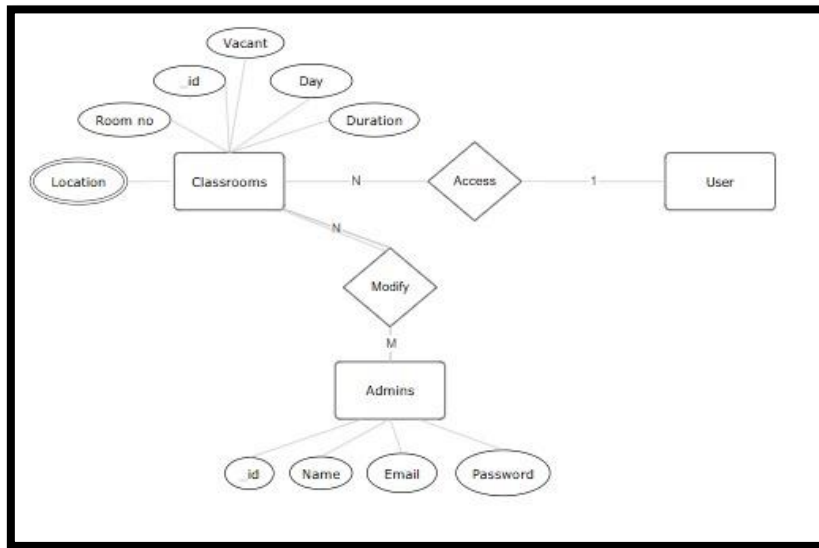 Vacant
_id
Day
Room no
Duration
Location
Classrooms
N
Access
1
User
N
Modify
M
Admins
_id
Name
Email
Password